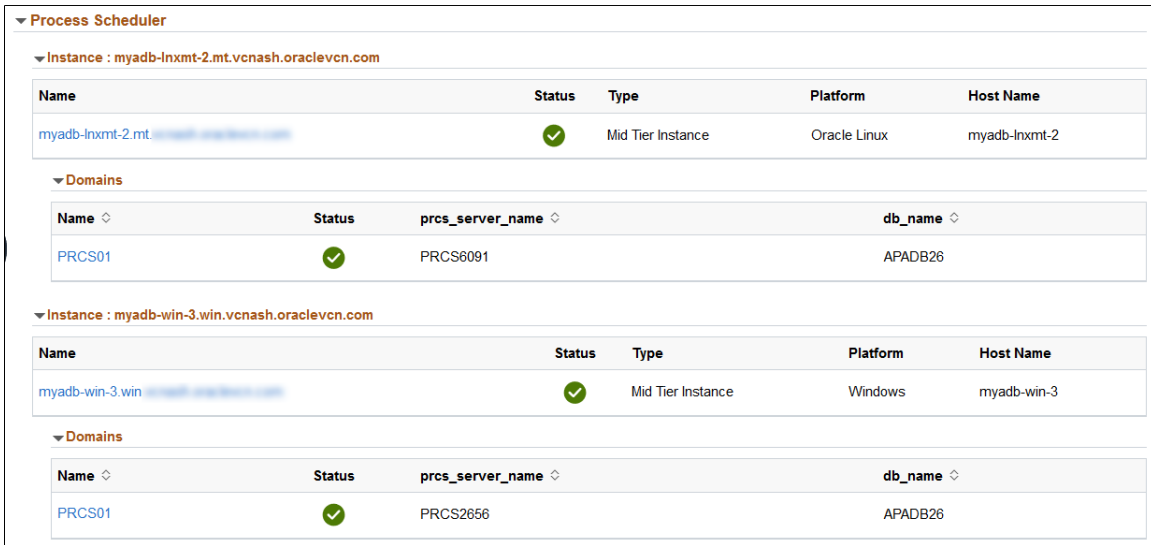 Process Scheduler
Instance : myadb-lnxmt-2.mt.vcnash.oraclevcn.com
Name Status Type Platform Host Name
myadb-lnxmt-2.mt. Mid Tier Instance Oracle Linux myadb-lnxmt-2
Domains
Name Status prcs_server_name db_name
PRCS01 PRCS6091 APADB26
Instance : myadb-win-3.win.vcnash.oraclevcn.com
Name Status Type Platform Host Name
myadb-win-3.win Mid Tier Instance Windows myadb-win-3
Domains
Name Status prcs_server_name db_name
PRCS01 PRCS2656 APADB26